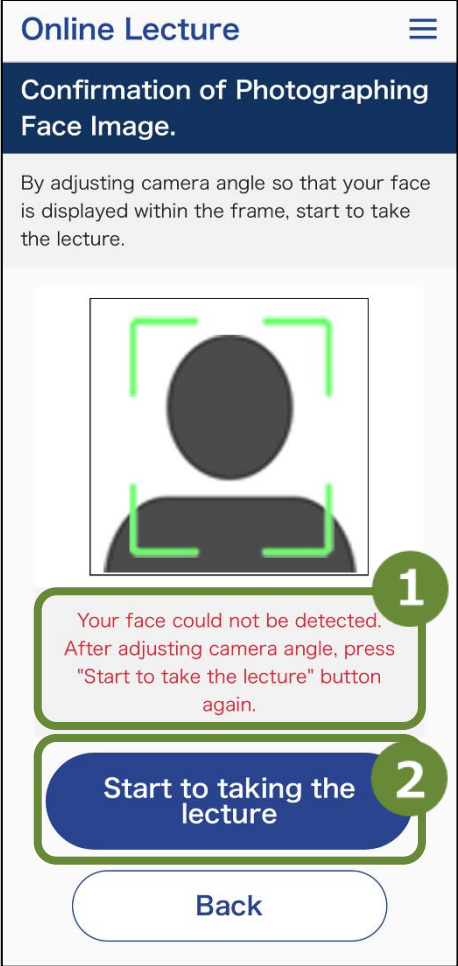 Online Lecture
Confirmation of Photographing
Face Image.
By adjusting camera angle so that your face
is displayed within the frame, start to take
the lecture.
1
Your face could not be detected.
After adjusting camera angle, press
"Start to take the lecture" button
again.
2
Start to taking the
lecture
Back